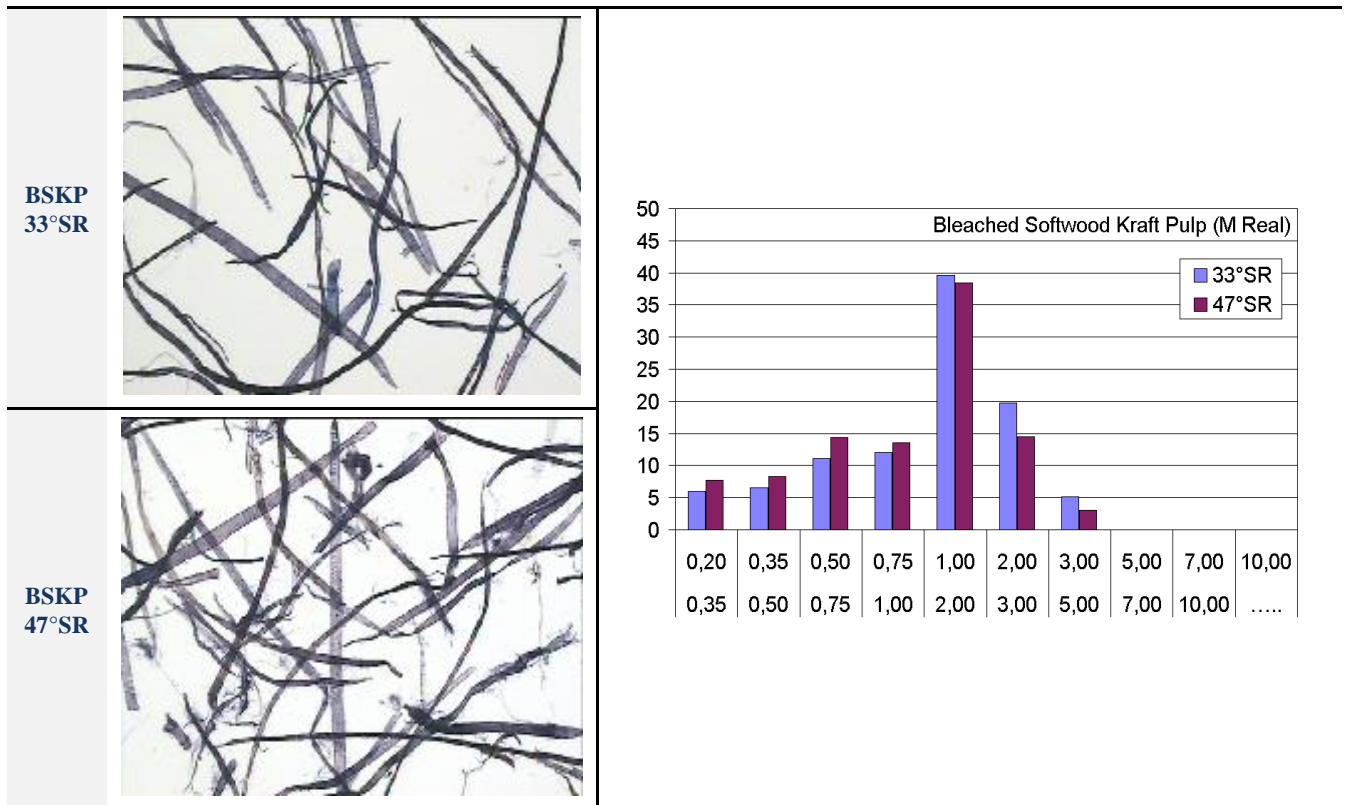 BSKP
33°SR
BSKP
47°SR
Bleached Softwood Kraft Pulp (M Real)
33°SR
47°SR
50
45
40
35
30
25
20
15
10
5
0
0,20 0,35 0,50 0,75 1,00 2,00 3,00 5,00 7,00 10,00
0,35 0,50 0,75 1,00 2,00 3,00 5,00 7,00 10,00 .....